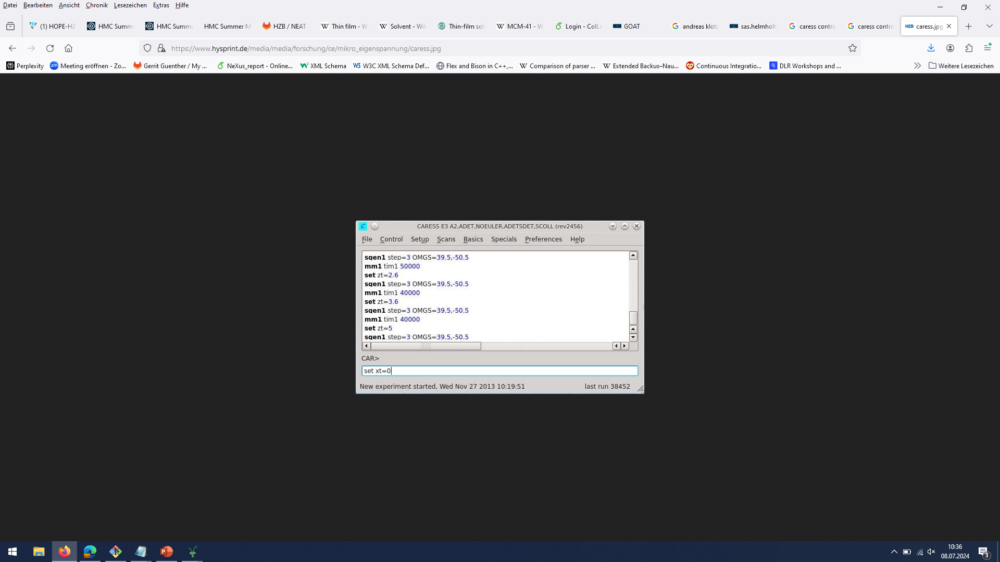 Datei Bearbeiten Ansicht Chronik Lesezeichen Extras Hilfe
(1) HOPE-HZ HMC Summ HMC Summ HMC Summer M HZB / NEAT Thin film - W Solvent - Wi Thin-film so MCM-41 - W Login - ColL GOAT andreas klot sas.helmholt caress contr caress contr HZB caress.jpg
https://www.hysprint.de/media/media/forschung/ce/mikro_eigenspannung/caress.jpg
Perplexity zm Meeting eröffnen - Zo... Gerrit Guenther / My ... NeXus_report - Online... XML Schema W3C XML Schema Def... Flex and Bison in C++,... Comparison of parser ... Extended Backus–Nau... Continuous Integratio... DLR Workshops and ... Weitere Lesezeichen
CARESS E3 A2,ADET,NOEULER,ADETSDET,SCOLL (rev2456)
File Control Setup Scans Basics Specials Preferences Help
sgen1 step=3 OMGS=39.5,-50.5
mm1 tim1 50000
set zt=2.6
sgen1 step=3 OMGS=39.5,-50.5
mm1 tim1 40000
set zt=3.6
sgen1 step=3 OMGS=39.5,-50.5
mm1 tim1 40000
set zt=5
sgen1 step=3 OMGS=39.5,-50.5
CAR>
set xt=0
New experiment started, Wed Nov 27 2013 10:19:51 last run 38452
10:36
08.07.2024
3